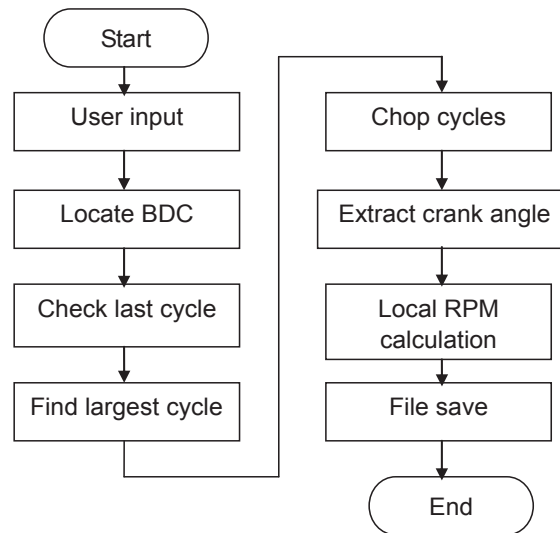 Start
User input
Locate BDC
Check last cycle
Find largest cycle
Chop cycles
Extract crank angle
Local RPM
calculation
File save
End